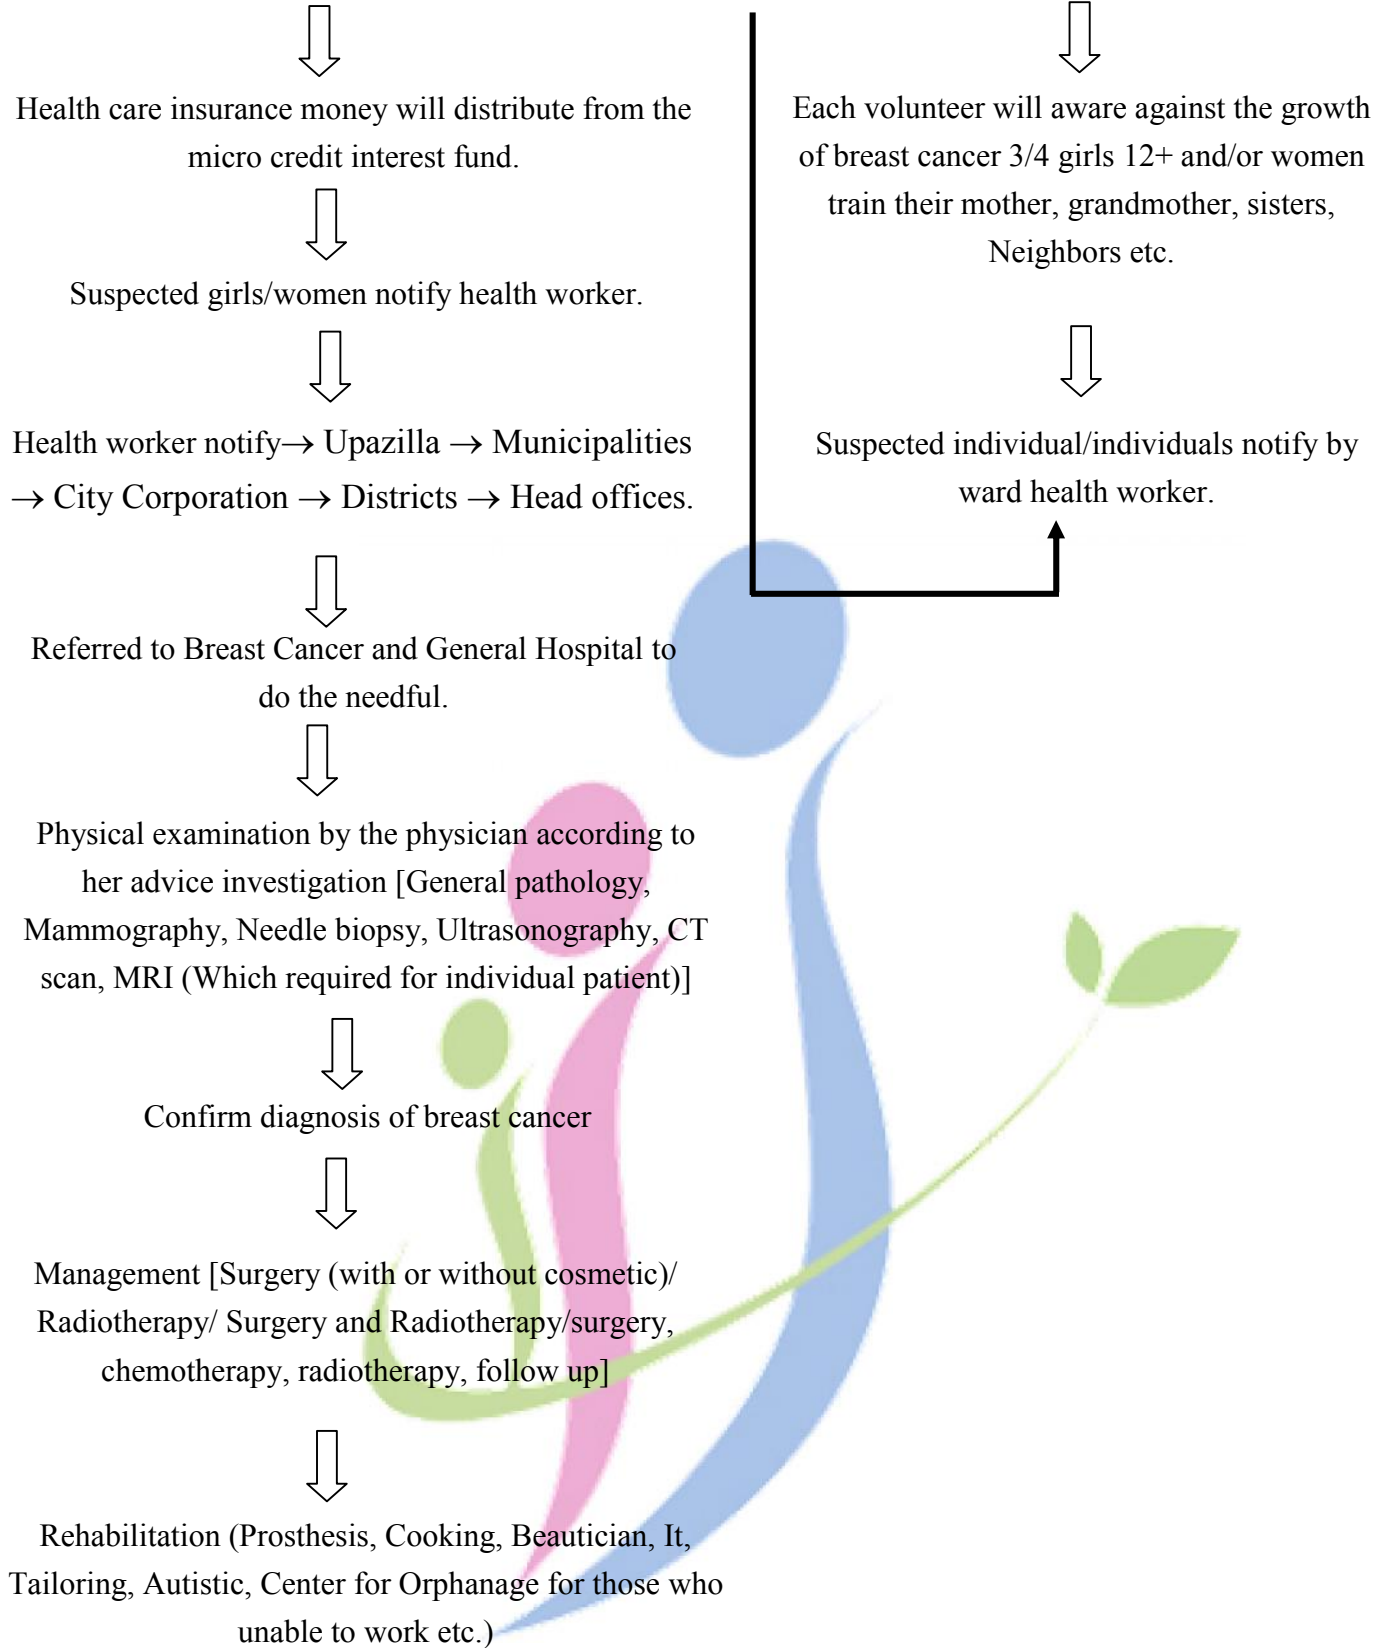 Health care insurance money will distribute from the
micro credit interest fund.
Suspected girls/women notify health worker.
Health worker notify→ Upazilla → Municipalities
→ City Corporation → Districts → Head offices.
Referred to Breast Cancer and General Hospital to
do the needful.
Physical examination by the physician according to
her advice investigation [General pathology,
Mammography, Needle biopsy, Ultrasonography, CT
scan, MRI (Which required for individual patient)]
Confirm diagnosis of breast cancer
Management [Surgery (with or without cosmetic)/
Radiotherapy/ Surgery and Radiotherapy/surgery,
chemotherapy, radiotherapy, follow up]
Rehabilitation (Prosthesis, Cooking, Beautician, It,
Tailoring, Autistic, Center for Orphanage for those who
unable to work etc.)
Each volunteer will aware against the growth
of breast cancer 3/4 girls 12+ and/or women
train their mother, grandmother, sisters,
Neighbors etc.
Suspected individual/individuals notify by
ward health worker.